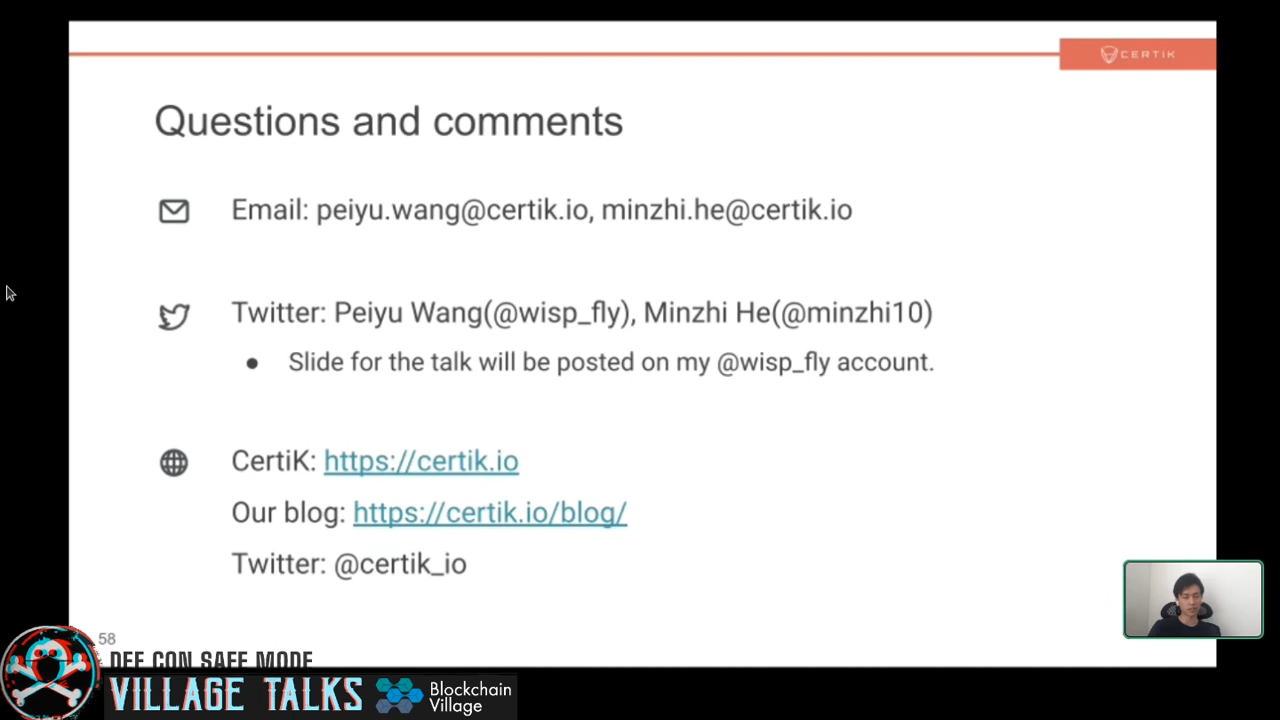 CERTIK
Questions and comments
Email: peiyu.wang@certik.io, minzhi.he@certik.io
Twitter: Peiyu Wang(@wisp_fly), Minzhi He(@minzhi10)
● Slide for the talk will be posted on my @wisp_fly account.
CertiK: https://certik.io
Our blog: https://certik.io/blog/
Twitter: @certik_io
58
DEF CON SAFE MODE
VILLAGE TALKS
Blockchain
Village